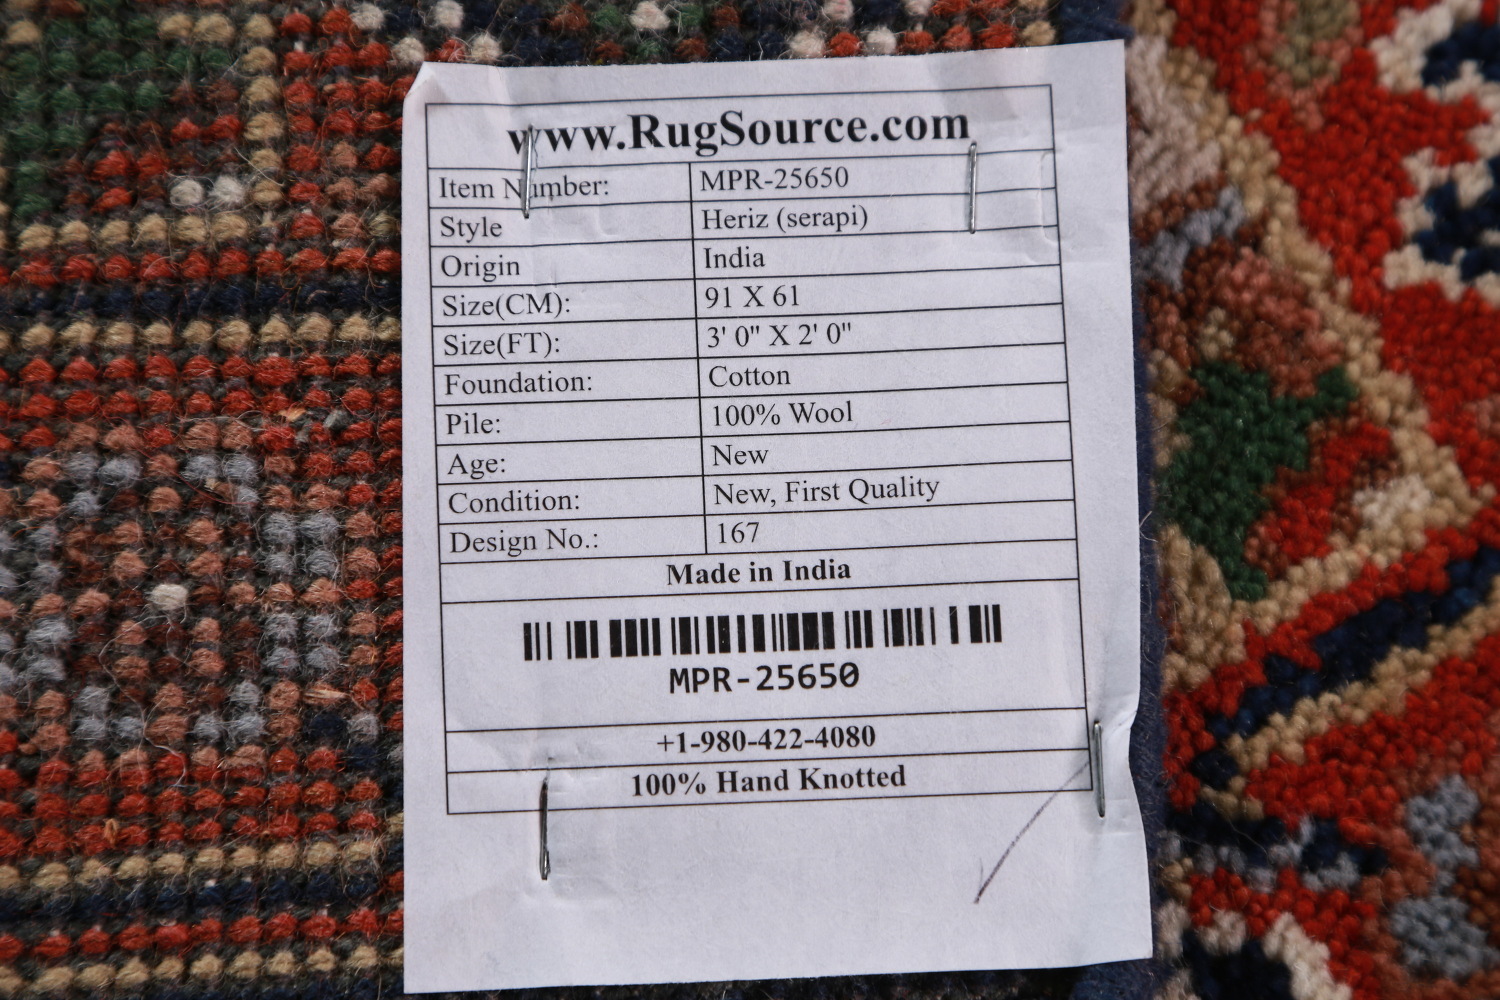 www.RugSource.com
Item Number: MPR-25650
Style Heriz (serapi)
Origin India
Size(CM): 91 X 61
Size(FT): 3' 0" X 2' 0"
Foundation: Cotton
Pile: 100% Wool
Age: New
Condition: New, First Quality
Design No.: 167
Made in India
MPR-25650
+1-980-422-4080
100% Hand Knotted